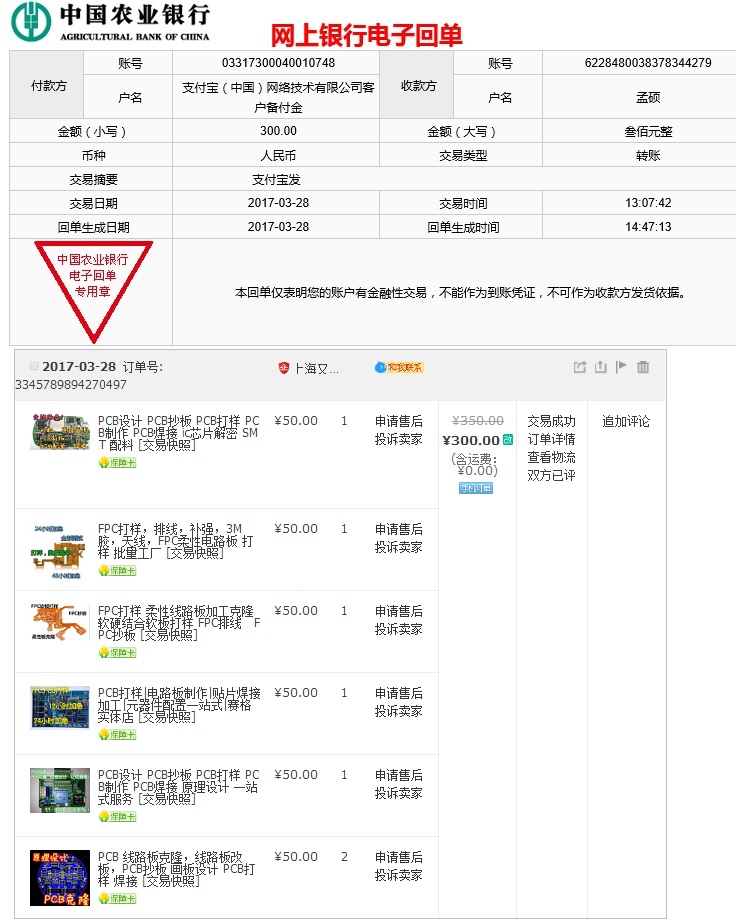 中国农业银行
AGRICULTURAL BANK OF CHINA
网上银行电子回单
付款方 账号 03317300040010748 收款方 账号 6228480038378344279
户名 支付宝（中国）网络技术有限公司客户备付金 户名 孟硕
金额（小写） 300.00 金额（大写） 叁佰元整
币种 人民币 交易类型 转账
交易摘要 支付宝发
交易日期 2017-03-28 交易时间 13:07:42
回单生成日期 2017-03-28 回单生成时间 14:47:13
中国农业银行
电子回单
专用章
本回单仅表明您的账户有金融性交易，不能作为到账凭证，不可作为收款方发货依据。
2017-03-28 订单号: 上海又... 和我联系
3345789894270497
PCB设计 PCB抄板 PCB打样 PC ¥50.00 1 申请售后 ¥350.00 交易成功 追加评论
B制作 PCB焊接 ic芯片解密 SM 投诉卖家 ¥300.00 改 订单详情
T 配料 [交易快照] (含运费: 查看物流
保障卡 ¥0.00) 双方已评
手机订单
FPC打样，排线，补强，3M ¥50.00 1 申请售后
胶，天线，FPC柔性电路板 打 投诉卖家
样 批量工厂 [交易快照]
保障卡
FPC打样 柔性线路板加工克隆 ¥50.00 1 申请售后
软硬结合软板打样 FPC排线 F 投诉卖家
PC抄板 [交易快照]
保障卡
PCB打样|电路板制作|贴片焊接 ¥50.00 1 申请售后
加工|元器件配置一站式|赛格 投诉卖家
实体店 [交易快照]
12小时加急
24小时加急
保障卡
PCB设计 PCB抄板 PCB打样 PC ¥50.00 1 申请售后
B制作 PCB焊接 原理设计 一站 投诉卖家
式服务 [交易快照]
保障卡
原理设计
PCB克隆
PCB 线路板克隆，线路板改 ¥50.00 2 申请售后
板，PCB抄板 画板设计 PCB打 投诉卖家
样 焊接 [交易快照]
保障卡